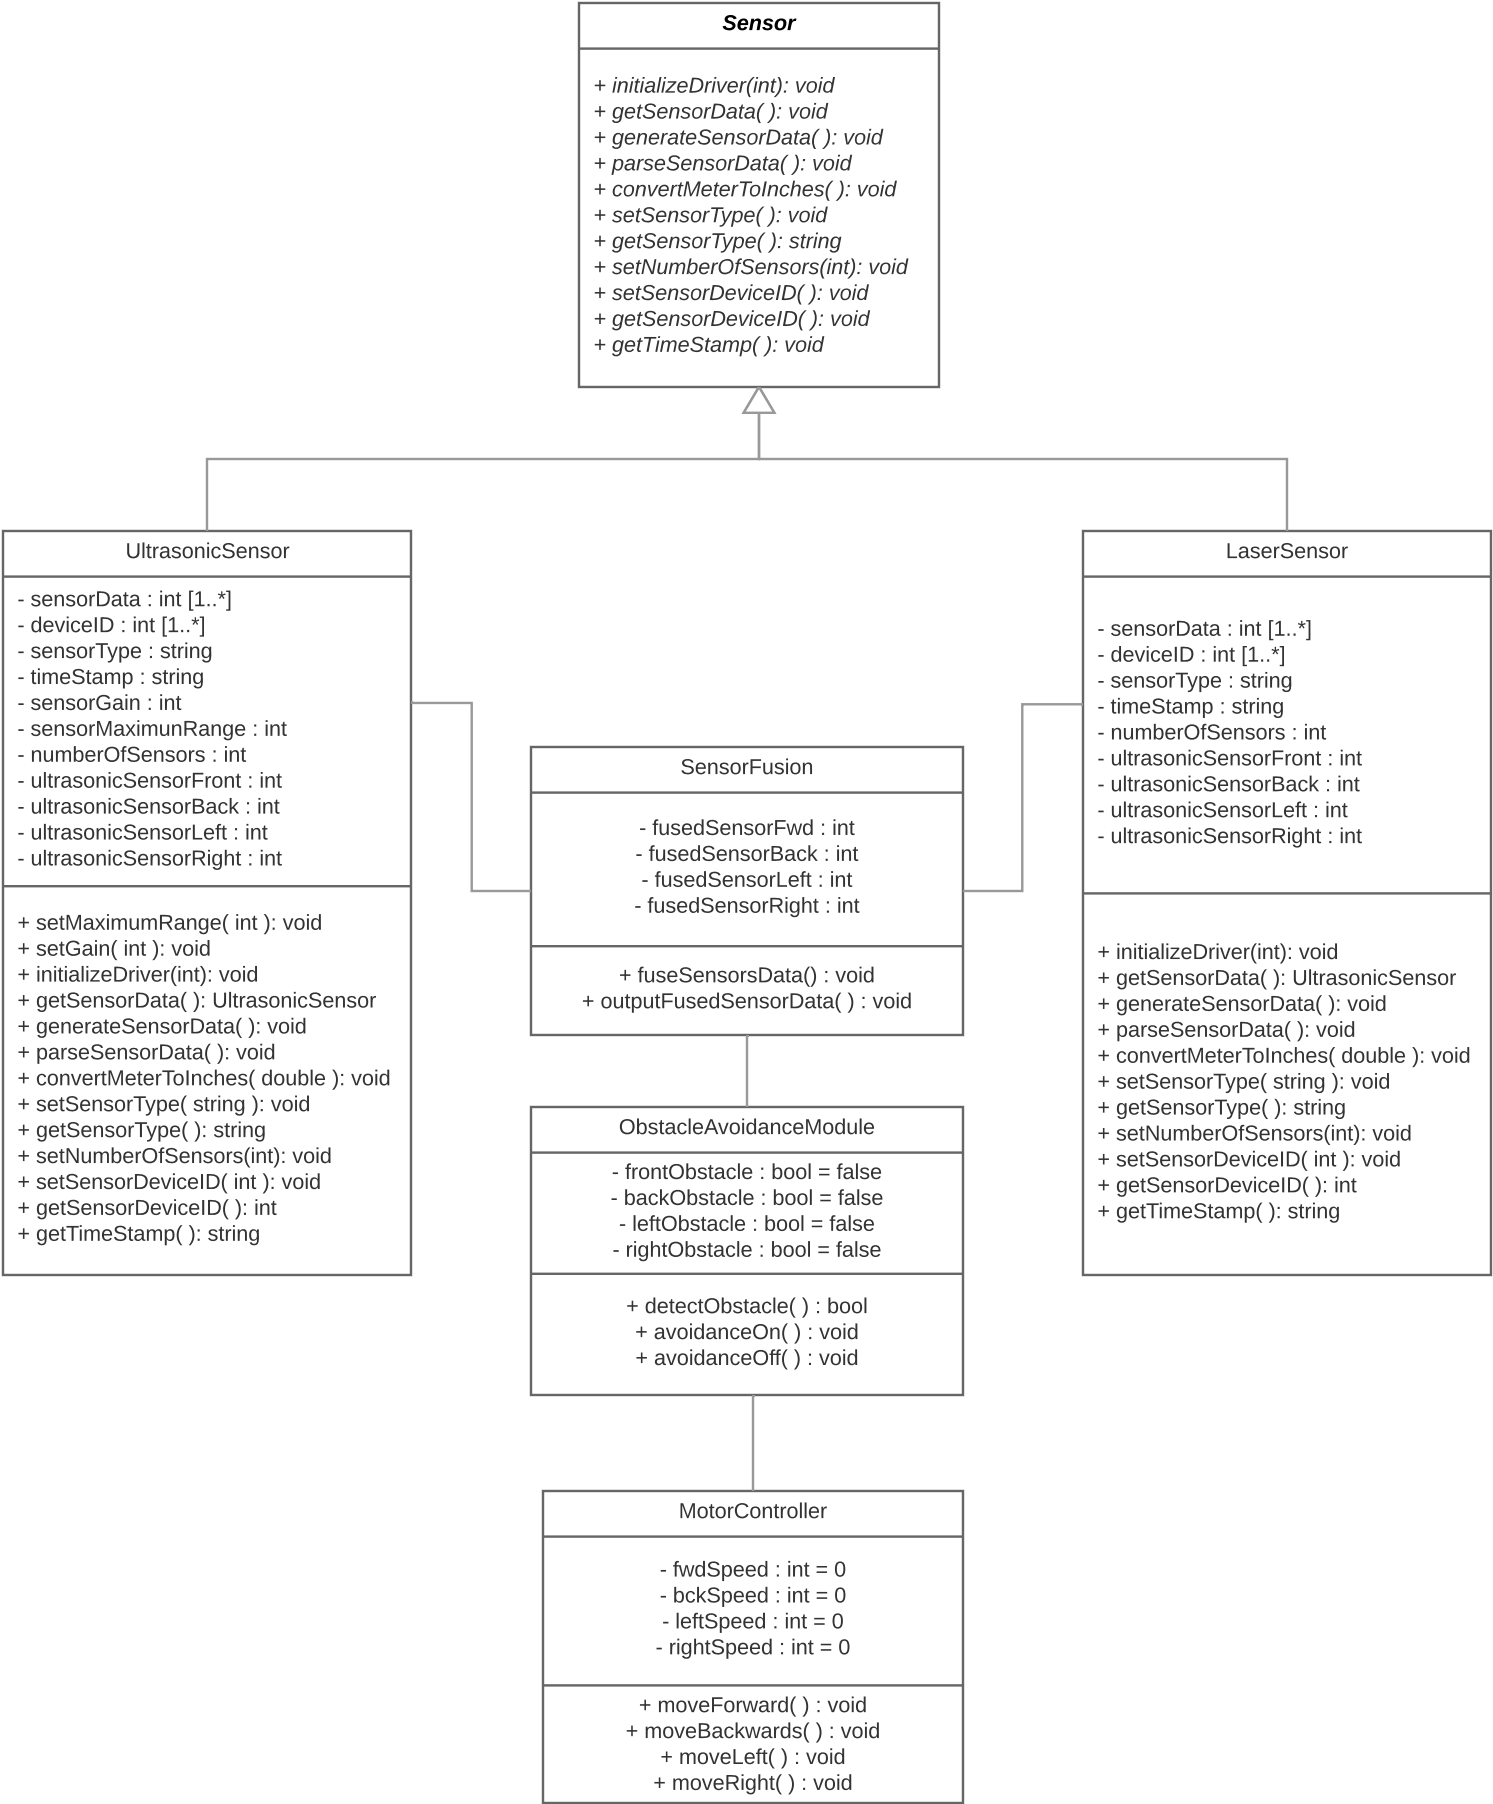 Sensor
+ initializeDriver(int): void
+ getSensorData( ): void
+ generateSensorData( ): void
+ parseSensorData( ): void
+ convertMeterToInches( ): void
+ setSensorType( ): void
+ getSensorType( ): string
+ setNumberOfSensors(int): void
+ setSensorDeviceID( ): void
+ getSensorDeviceID( ): void
+ getTimeStamp( ): void
UltrasonicSensor
- sensorData : int [1..*]
- deviceID : int [1..*]
- sensorType : string
- timeStamp : string
- sensorGain : int
- sensorMaximunRange : int
- numberOfSensors : int
- ultrasonicSensorFront : int
- ultrasonicSensorBack : int
- ultrasonicSensorLeft : int
- ultrasonicSensorRight : int
+ setMaximumRange( int ): void
+ setGain( int ): void
+ initializeDriver(int): void
+ getSensorData( ): UltrasonicSensor
+ generateSensorData( ): void
+ parseSensorData( ): void
+ convertMeterToInches( double ): void
+ setSensorType( string ): void
+ getSensorType( ): string
+ setNumberOfSensors(int): void
+ setSensorDeviceID( int ): void
+ getSensorDeviceID( ): int
+ getTimeStamp( ): string
LaserSensor
- sensorData : int [1..*]
- deviceID : int [1..*]
- sensorType : string
- timeStamp : string
- numberOfSensors : int
- ultrasonicSensorFront : int
- ultrasonicSensorBack : int
- ultrasonicSensorLeft : int
- ultrasonicSensorRight : int
+ initializeDriver(int): void
+ getSensorData( ): UltrasonicSensor
+ generateSensorData( ): void
+ parseSensorData( ): void
+ convertMeterToInches( double ): void
+ setSensorType( string ): void
+ getSensorType( ): string
+ setNumberOfSensors(int): void
+ setSensorDeviceID( int ): void
+ getSensorDeviceID( ): int
+ getTimeStamp( ): string
SensorFusion
- fusedSensorFwd : int
- fusedSensorBack : int
- fusedSensorLeft : int
- fusedSensorRight : int
+ fuseSensorsData() : void
+ outputFusedSensorData( ) : void
ObstacleAvoidanceModule
- frontObstacle : bool = false
- backObstacle : bool = false
- leftObstacle : bool = false
- rightObstacle : bool = false
+ detectObstacle( ) : bool
+ avoidanceOn( ) : void
+ avoidanceOff( ) : void
MotorController
- fwdSpeed : int = 0
- bckSpeed : int = 0
- leftSpeed : int = 0
- rightSpeed : int = 0
+ moveForward( ) : void
+ moveBackwards( ) : void
+ moveLeft( ) : void
+ moveRight( ) : void